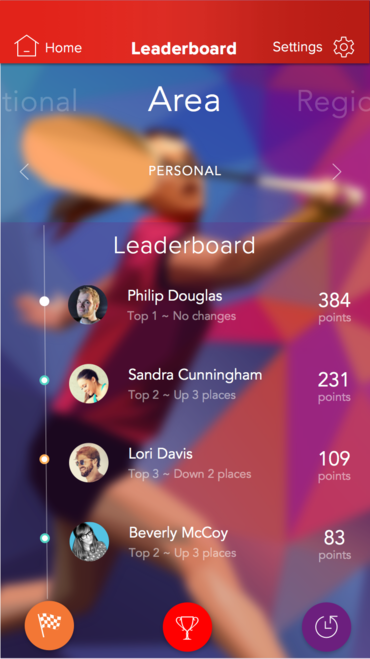 Home
Leaderboard
Settings
tional
Area
Regio
PERSONAL
Leaderboard
Philip Douglas
384
Top 1 ~ No changes
points
Sandra Cunningham
231
Top 2 ~ Up 3 places
points
Lori Davis
109
Top 3 ~ Down 2 places
points
Beverly McCoy
83
Top 2 ~ Up 3 places
points